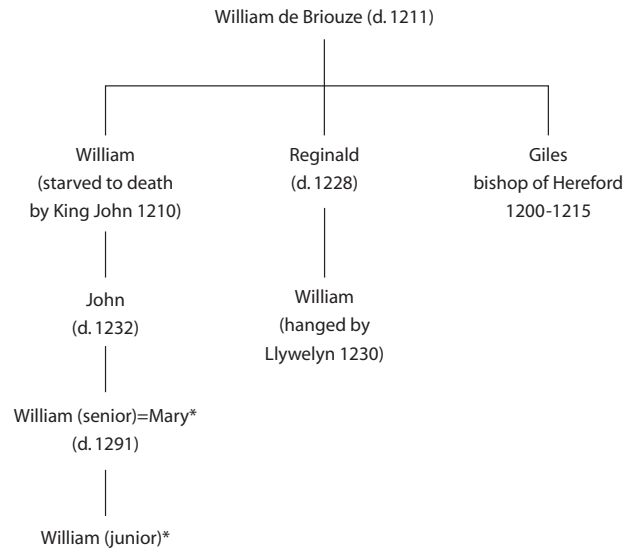 William de Briouze (d. 1211)
William
(starved to death
by King John 1210)
Reginald
(d. 1228)
Giles
bishop of Hereford
1200-1215
John
(d. 1232)
William
(hanged by
Llywelyn 1230)
William (senior)=Mary*
(d. 1291)
William (junior)*